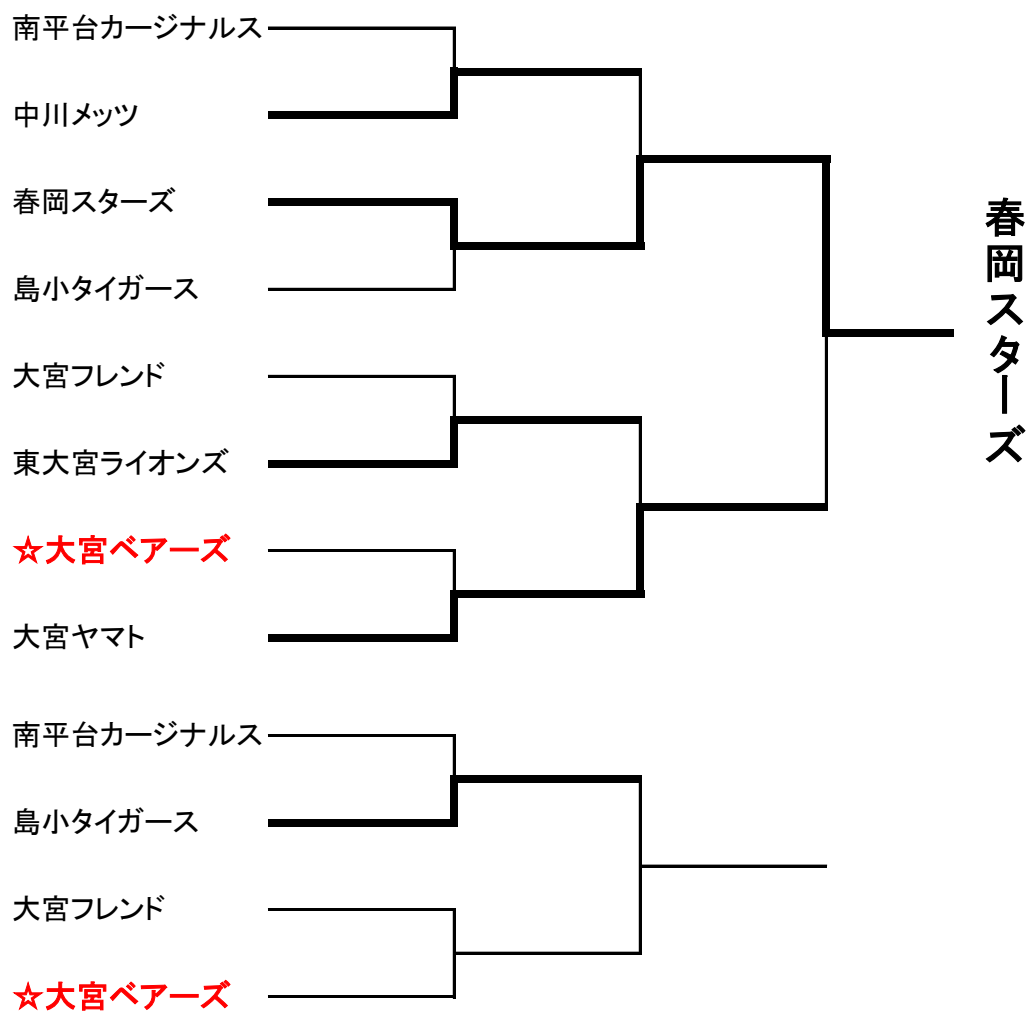 南平台カージナルス
中川メッツ
春岡スターズ
島小タイガース
大宮フレンド
東大宮ライオンズ
☆大宮ベアーズ
大宮ヤマト
春岡スターズ
南平台カージナルス
島小タイガース
大宮フレンド
☆大宮ベアーズ